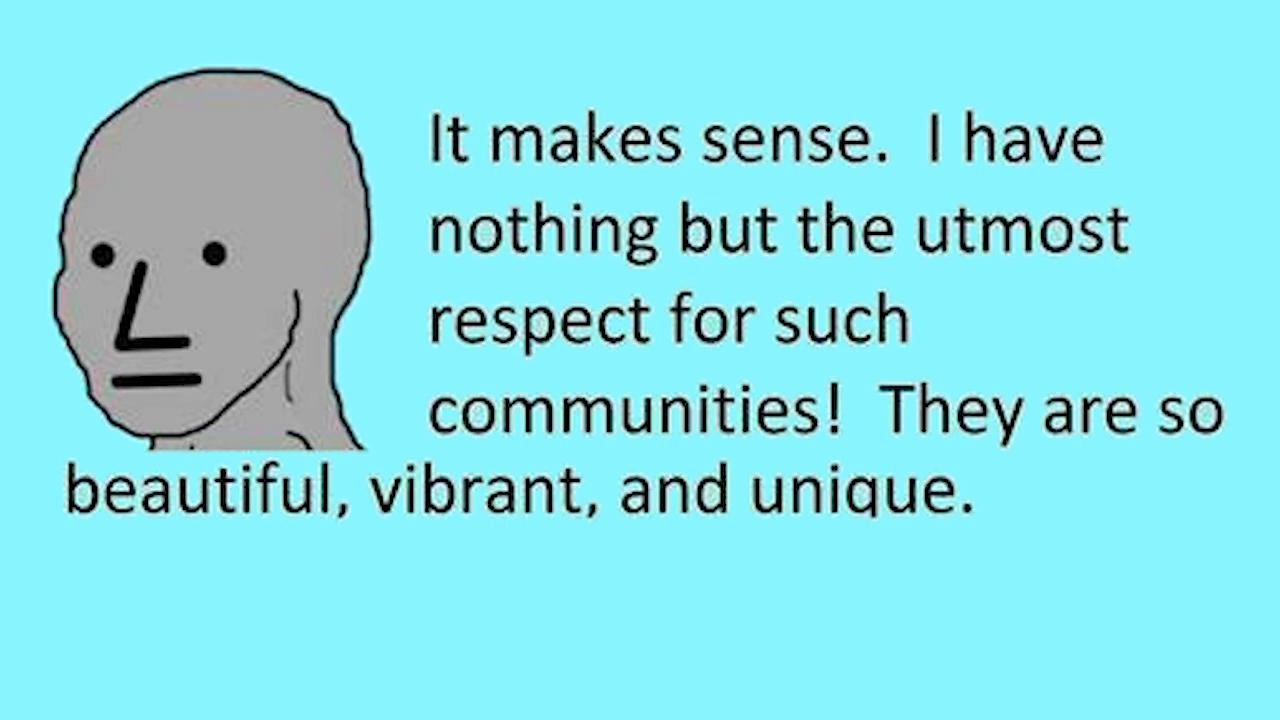 It makes sense.  I have
nothing but the utmost
respect for such
communities!  They are so
beautiful, vibrant, and unique.